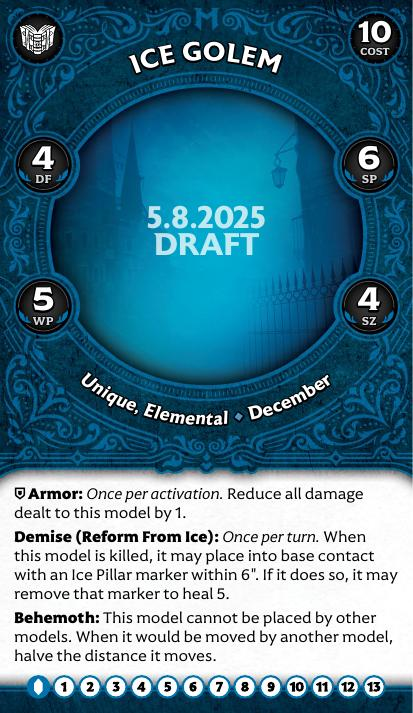 10
COST
ICE GOLEM
4
DF
6
SP
5.8.2025
DRAFT
5
WP
4
SZ
Unique, Elemental ⬥ December
Armor: Once per activation. Reduce all damage
dealt to this model by 1.
Demise (Reform From Ice): Once per turn. When
this model is killed, it may place into base contact
with an Ice Pillar marker within 6". If it does so, it may
remove that marker to heal 5.
Behemoth: This model cannot be placed by other
models. When it would be moved by another model,
halve the distance it moves.
1 2 3 4 5 6 7 8 9 10 11 12 13